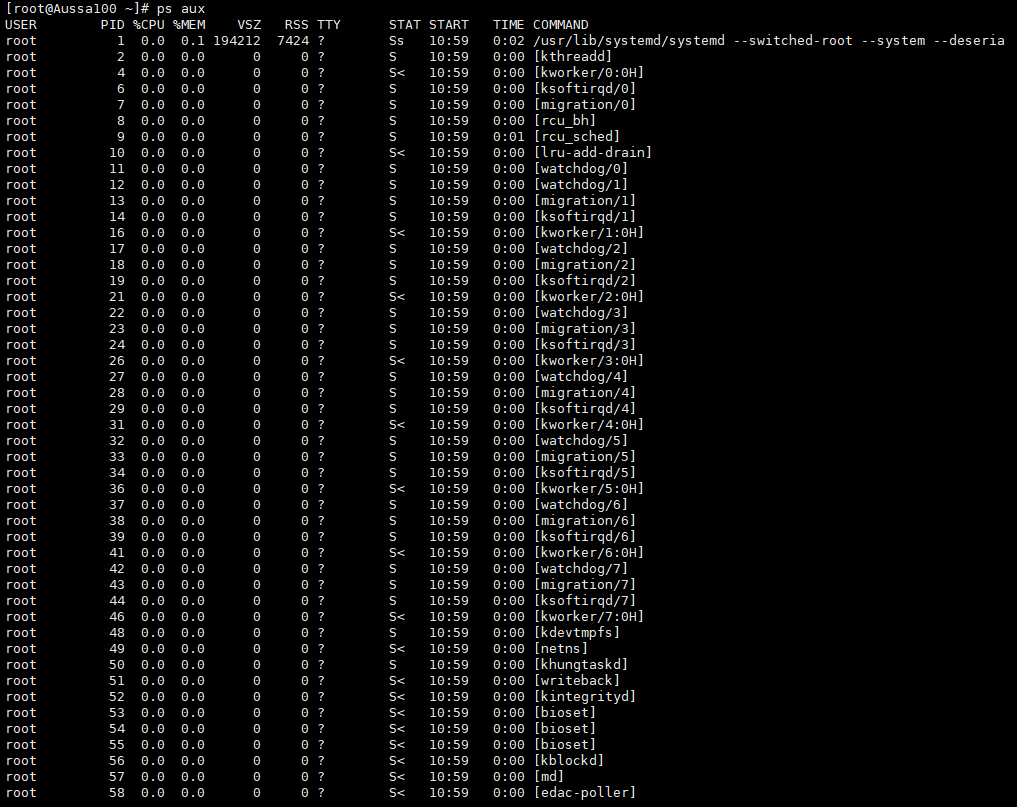 [root@Aussa100 ~]# ps aux
USER PID %CPU %MEM VSZ RSS TTY STAT START TIME COMMAND
root 1 0.0 0.1 194212 7424 ? Ss 10:59 0:02 /usr/lib/systemd/systemd --switched-root --system --deseria
root 2 0.0 0.0 0 0 ? S 10:59 0:00 [kthreadd]
root 4 0.0 0.0 0 0 ? S< 10:59 0:00 [kworker/0:0H]
root 6 0.0 0.0 0 0 ? S 10:59 0:00 [ksoftirqd/0]
root 7 0.0 0.0 0 0 ? S 10:59 0:00 [migration/0]
root 8 0.0 0.0 0 0 ? S 10:59 0:00 [rcu_bh]
root 9 0.0 0.0 0 0 ? S 10:59 0:01 [rcu_sched]
root 10 0.0 0.0 0 0 ? S< 10:59 0:00 [lru-add-drain]
root 11 0.0 0.0 0 0 ? S 10:59 0:00 [watchdog/0]
root 12 0.0 0.0 0 0 ? S 10:59 0:00 [watchdog/1]
root 13 0.0 0.0 0 0 ? S 10:59 0:00 [migration/1]
root 14 0.0 0.0 0 0 ? S 10:59 0:00 [ksoftirqd/1]
root 16 0.0 0.0 0 0 ? S< 10:59 0:00 [kworker/1:0H]
root 17 0.0 0.0 0 0 ? S 10:59 0:00 [watchdog/2]
root 18 0.0 0.0 0 0 ? S 10:59 0:00 [migration/2]
root 19 0.0 0.0 0 0 ? S 10:59 0:00 [ksoftirqd/2]
root 21 0.0 0.0 0 0 ? S< 10:59 0:00 [kworker/2:0H]
root 22 0.0 0.0 0 0 ? S 10:59 0:00 [watchdog/3]
root 23 0.0 0.0 0 0 ? S 10:59 0:00 [migration/3]
root 24 0.0 0.0 0 0 ? S 10:59 0:00 [ksoftirqd/3]
root 26 0.0 0.0 0 0 ? S< 10:59 0:00 [kworker/3:0H]
root 27 0.0 0.0 0 0 ? S 10:59 0:00 [watchdog/4]
root 28 0.0 0.0 0 0 ? S 10:59 0:00 [migration/4]
root 29 0.0 0.0 0 0 ? S 10:59 0:00 [ksoftirqd/4]
root 31 0.0 0.0 0 0 ? S< 10:59 0:00 [kworker/4:0H]
root 32 0.0 0.0 0 0 ? S 10:59 0:00 [watchdog/5]
root 33 0.0 0.0 0 0 ? S 10:59 0:00 [migration/5]
root 34 0.0 0.0 0 0 ? S 10:59 0:00 [ksoftirqd/5]
root 36 0.0 0.0 0 0 ? S< 10:59 0:00 [kworker/5:0H]
root 37 0.0 0.0 0 0 ? S 10:59 0:00 [watchdog/6]
root 38 0.0 0.0 0 0 ? S 10:59 0:00 [migration/6]
root 39 0.0 0.0 0 0 ? S 10:59 0:00 [ksoftirqd/6]
root 41 0.0 0.0 0 0 ? S< 10:59 0:00 [kworker/6:0H]
root 42 0.0 0.0 0 0 ? S 10:59 0:00 [watchdog/7]
root 43 0.0 0.0 0 0 ? S 10:59 0:00 [migration/7]
root 44 0.0 0.0 0 0 ? S 10:59 0:00 [ksoftirqd/7]
root 46 0.0 0.0 0 0 ? S< 10:59 0:00 [kworker/7:0H]
root 48 0.0 0.0 0 0 ? S 10:59 0:00 [kdevtmpfs]
root 49 0.0 0.0 0 0 ? S< 10:59 0:00 [netns]
root 50 0.0 0.0 0 0 ? S 10:59 0:00 [khungtaskd]
root 51 0.0 0.0 0 0 ? S< 10:59 0:00 [writeback]
root 52 0.0 0.0 0 0 ? S< 10:59 0:00 [kintegrityd]
root 53 0.0 0.0 0 0 ? S< 10:59 0:00 [bioset]
root 54 0.0 0.0 0 0 ? S< 10:59 0:00 [bioset]
root 55 0.0 0.0 0 0 ? S< 10:59 0:00 [bioset]
root 56 0.0 0.0 0 0 ? S< 10:59 0:00 [kblockd]
root 57 0.0 0.0 0 0 ? S< 10:59 0:00 [md]
root 58 0.0 0.0 0 0 ? S< 10:59 0:00 [edac-poller]